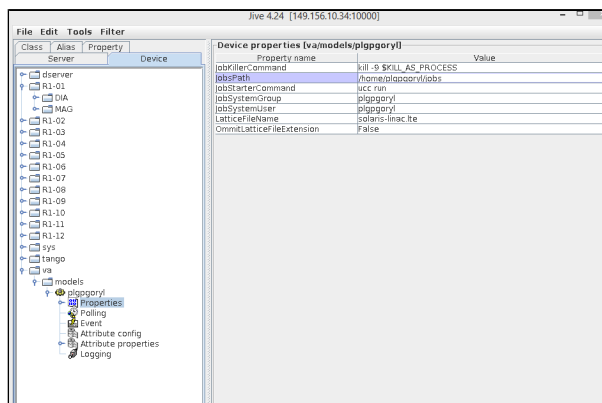 Jive 4.24 [149.156.10.34:10000]
File Edit Tools Filter
Class Alias Property
Server Device
dserver
R1-01
DIA
MAG
R1-02
R1-03
R1-04
R1-05
R1-06
R1-07
R1-08
R1-09
R1-10
R1-11
R1-12
sys
tango
va
models
plgpgoryl
Properties
Polling
Event
Attribute config
Attribute properties
Logging
Device properties [va/models/plgpgoryl]
Property name Value
JobKillerCommand kill -9 $KILL_AS_PROCESS
JobsPath /home/plgpgoryl/jobs
JobStarterCommand ucc run
JobSystemGroup plgpgoryl
JobSystemUser plgpgoryl
LatticeFileName solaris-linac.lte
OmmitLatticeFileExtension False